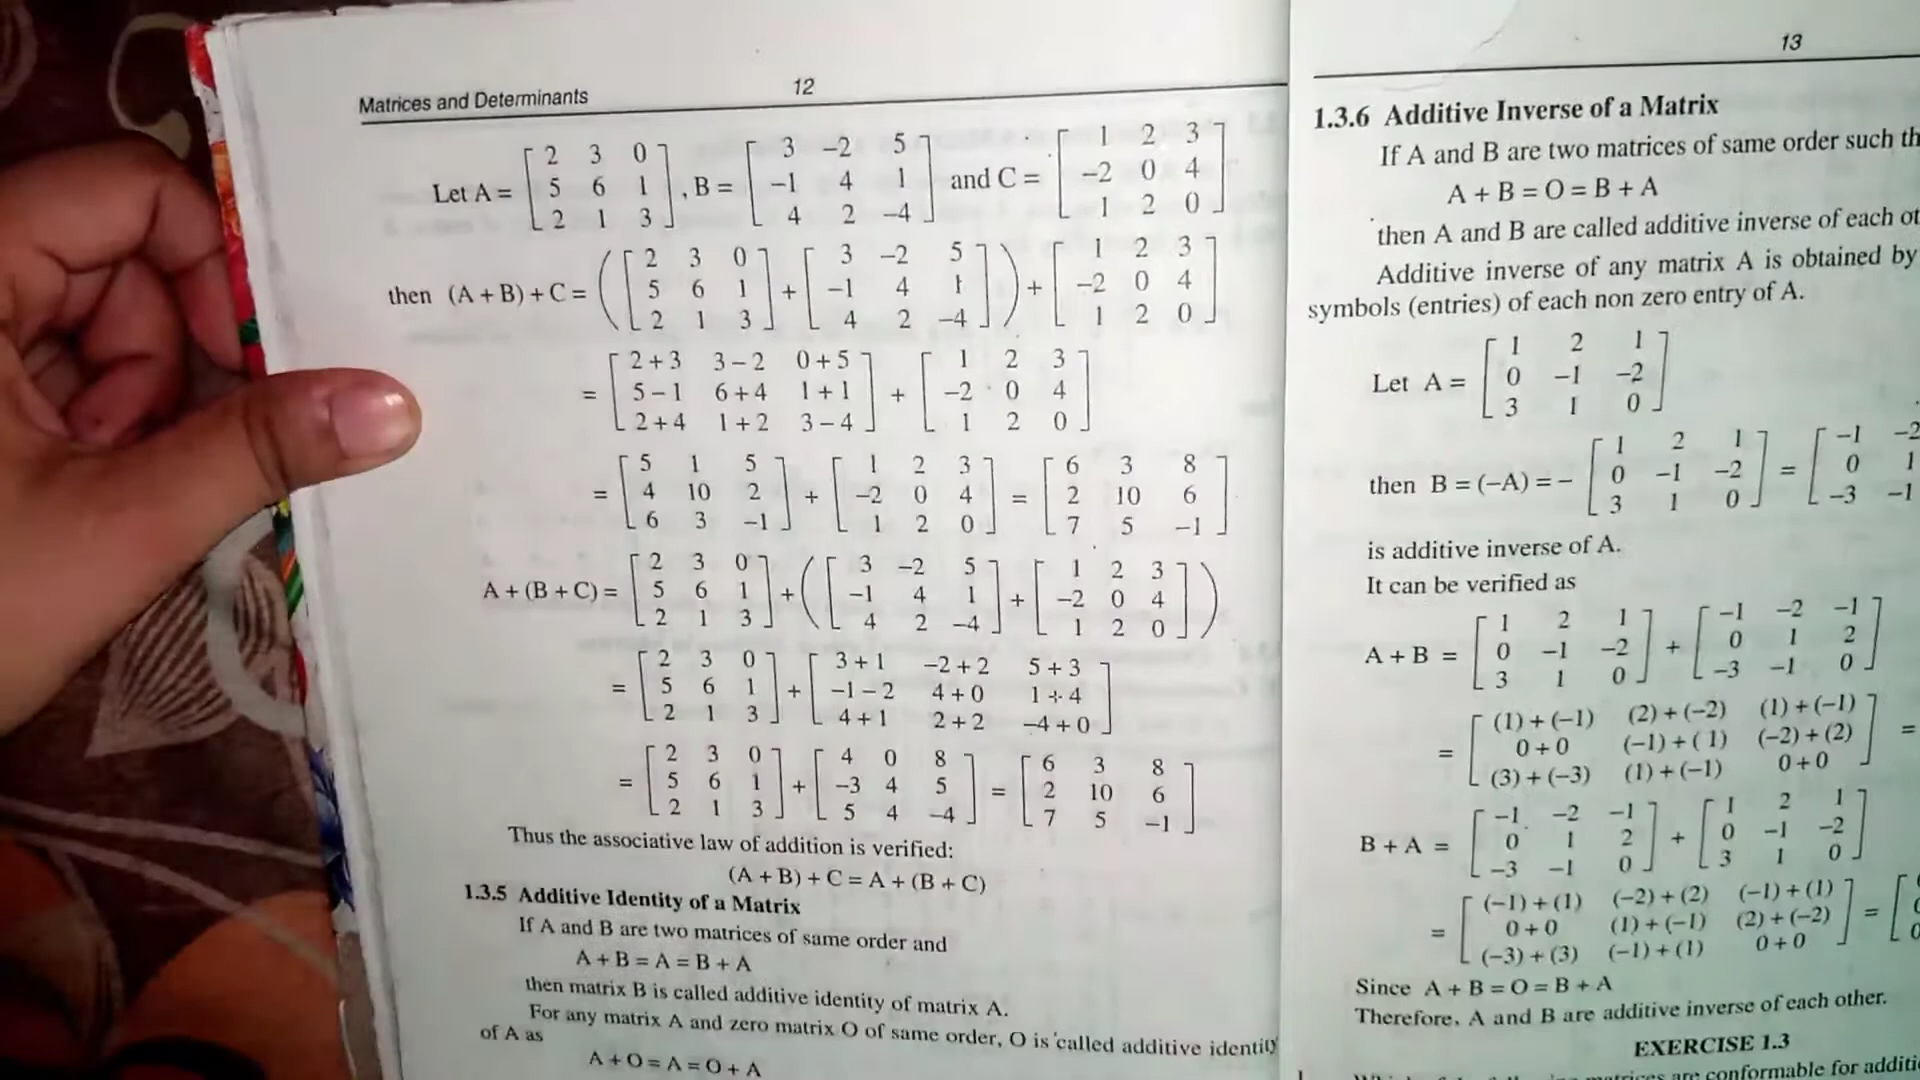 Matrices and Determinants 12
Let A = [ 2 3 0 ; 5 6 1 ; 2 1 3 ] , B = [ 3 −2 5 ; −1 4 1 ; 4 2 −4 ] and C = [ 1 2 3 ; −2 0 4 ; 1 2 0 ]
then (A + B) + C = ( [ 2 3 0 ; 5 6 1 ; 2 1 3 ] + [ 3 −2 5 ; −1 4 1 ; 4 2 −4 ] ) + [ 1 2 3 ; −2 0 4 ; 1 2 0 ]
= [ 2 + 3 3 − 2 0 + 5 ; 5 − 1 6 + 4 1 + 1 ; 2 + 4 1 + 2 3 − 4 ] + [ 1 2 3 ; −2 0 4 ; 1 2 0 ]
= [ 5 1 5 ; 4 10 2 ; 6 3 −1 ] + [ 1 2 3 ; −2 0 4 ; 1 2 0 ] = [ 6 3 8 ; 2 10 6 ; 7 5 −1 ]
A + (B + C) = [ 2 3 0 ; 5 6 1 ; 2 1 3 ] + ( [ 3 −2 5 ; −1 4 1 ; 4 2 −4 ] + [ 1 2 3 ; −2 0 4 ; 1 2 0 ] )
= [ 2 3 0 ; 5 6 1 ; 2 1 3 ] + [ 3 + 1 −2 + 2 5 + 3 ; −1 − 2 4 + 0 1 + 4 ; 4 + 1 2 + 2 −4 + 0 ]
= [ 2 3 0 ; 5 6 1 ; 2 1 3 ] + [ 4 0 8 ; −3 4 5 ; 5 4 −4 ] = [ 6 3 8 ; 2 10 6 ; 7 5 −1 ]
Thus the associative law of addition is verified:
(A + B) + C = A + (B + C)
1.3.5 Additive Identity of a Matrix
If A and B are two matrices of same order and
A + B = A = B + A
then matrix B is called additive identity of matrix A.
For any matrix A and zero matrix O of same order, O is called additive identity
of A as
A + O = A = O + A
13
1.3.6 Additive Inverse of a Matrix
If A and B are two matrices of same order such th
A + B = O = B + A
then A and B are called additive inverse of each ot
Additive inverse of any matrix A is obtained by
symbols (entries) of each non zero entry of A.
Let A = [ 1 2 1 ; 0 −1 −2 ; 3 1 0 ]
then B = (−A) = − [ 1 2 1 ; 0 −1 −2 ; 3 1 0 ] = [ −1 −2 ; 0 1 ; −3 −1
is additive inverse of A.
It can be verified as
A + B = [ 1 2 1 ; 0 −1 −2 ; 3 1 0 ] + [ −1 −2 −1 ; 0 1 2 ; −3 −1 0 ]
= [ (1) + (−1) (2) + (−2) (1) + (−1) ; 0 + 0 (−1) + ( 1) (−2) + (2) ; (3) + (−3) (1) + (−1) 0 + 0 ] =
B + A = [ −1 −2 −1 ; 0 1 2 ; −3 −1 0 ] + [ 1 2 1 ; 0 −1 −2 ; 3 1 0 ]
= [ (−1) + (1) (−2) + (2) (−1) + (1) ; 0 + 0 (1) + (−1) (2) + (−2) ; (−3) + (3) (−1) + (1) 0 + 0 ] = [
Since A + B = O = B + A
Therefore, A and B are additive inverse of each other.
EXERCISE 1.3
matrices are conformable for additi